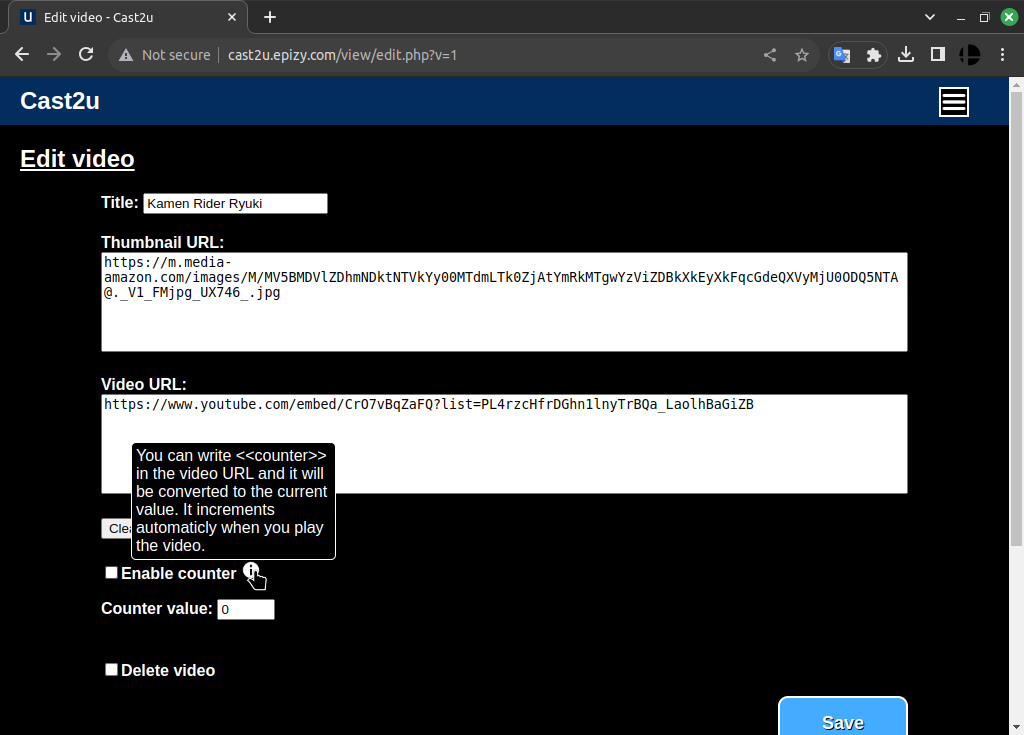 Edit video - Cast2u
Not secure
cast2u.epizy.com/view/edit.php?v=1
Cast2u
Edit video
Title: Kamen Rider Ryuki
Thumbnail URL:
https://m.media-
amazon.com/images/M/MV5BMDVlZDhmNDktNTVkYy00MTdmLTk0ZjAtYmRkMTgwYzViZDBkXkEyXkFqcGdeQXVyMjU0ODQ5NTA
@._V1_FMjpg_UX746_.jpg
Video URL:
https://www.youtube.com/embed/CrO7vBqZaFQ?list=PL4rzcHfrDGhn1lnyTrBQa_LaolhBaGiZB
You can write <<counter>>
in the video URL and it will
be converted to the current
value. It increments
automaticly when you play
the video.
Enable counter
Counter value: 0
Delete video
Save